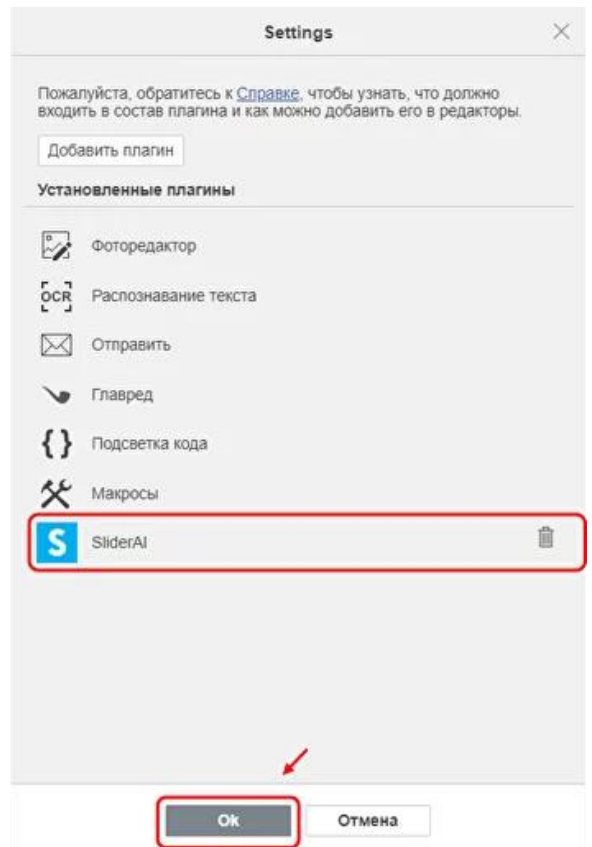 Settings
Пожалуйста, обратитесь к Справке, чтобы узнать, что должно
входить в состав плагина и как можно добавить его в редакторы.
Добавить плагин
Установленные плагины
Фоторедактор
OCR Распознавание текста
Отправить
Главред
{ } Подсветка кода
Макросы
S SliderAI
Ok Отмена